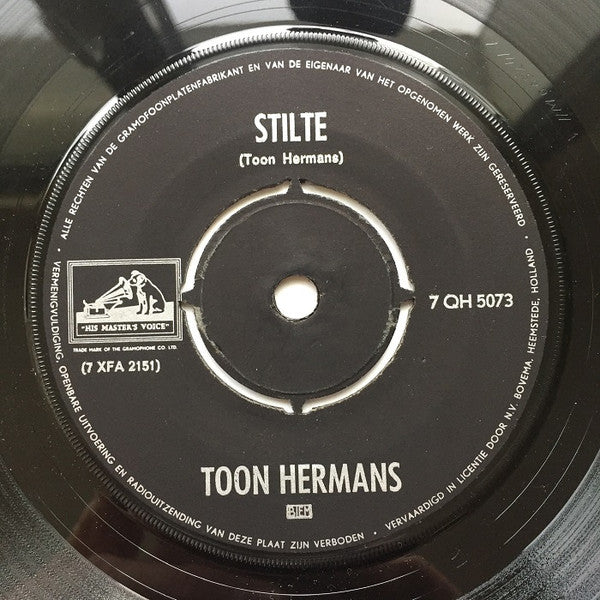 • ALLE RECHTEN VAN DE GRAMOFOONPLATENFABRIKANT EN VAN DE EIGENAAR VAN HET OPGENOMEN WERK ZIJN GERESERVEERD •
STILTE
(Toon Hermans)
"HIS MASTER'S VOICE"
TRADE MARK OF THE GRAMOPHONE CO. LTD.
(7 XFA 2151)
7 QH 5073
TOON HERMANS
BIEM
VERMENIGVULDIGING, OPENBARE UITVOERING EN RADIOUITZENDING VAN DEZE PLAAT ZIJN VERBODEN • VERVAARDIGD IN LICENTIE DOOR N.V. BOVEMA, HEEMSTEDE, HOLLAND